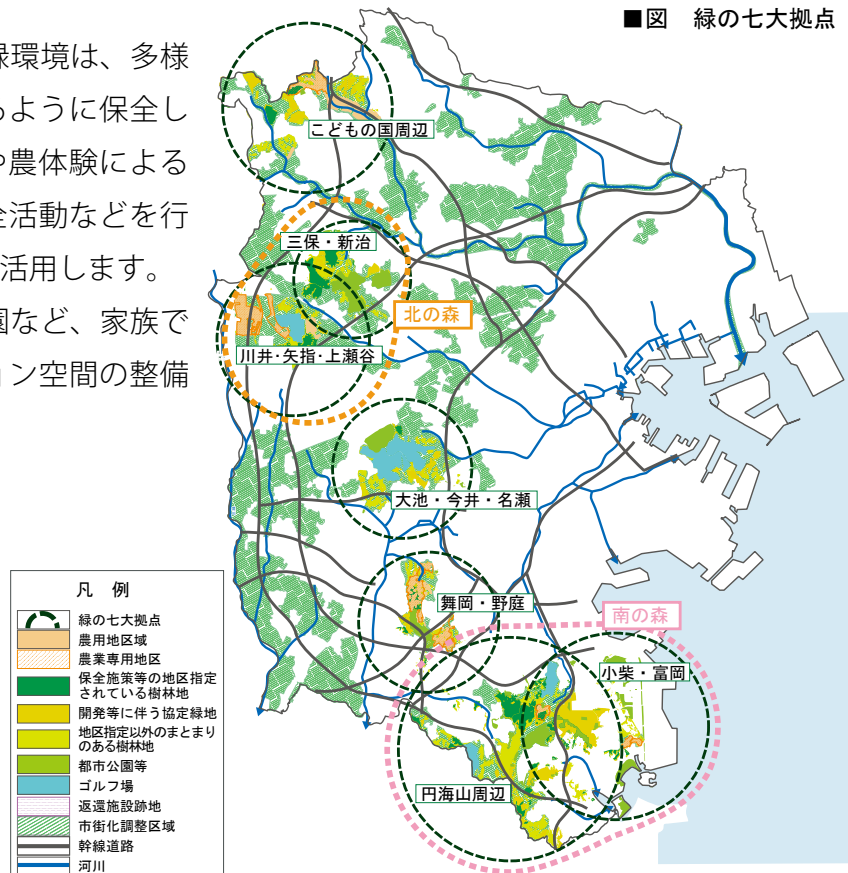 ■図　緑の七大拠点
緑環境は、多様
るように保全し
や農体験による
全活動などを行
活用します。
園など、家族で
ョン空間の整備
こどもの国周辺
三保・新治
北の森
川井・矢指・上瀬谷
大池・今井・名瀬
舞岡・野庭
南の森
小柴・富岡
円海山周辺
凡　例
緑の七大拠点
農用地区域
農業専用地区
保全施策等の地区指定
されている樹林地
開発等に伴う協定緑地
地区指定以外のまとまり
のある樹林地
都市公園等
ゴルフ場
返還施設跡地
市街化調整区域
幹線道路
河川